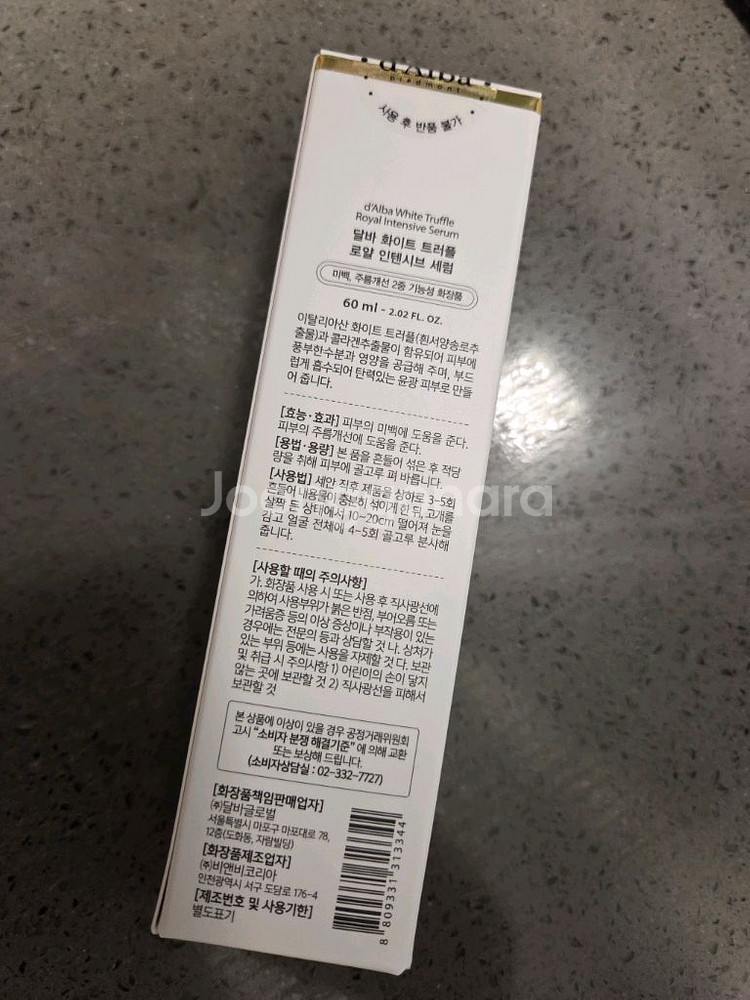 d'Alba
piedmont
사용 후 반품 불가
d'Alba White Truffle
Royal Intensive Serum
달바 화이트 트러플
로얄 인텐시브 세럼
미백, 주름개선 2중 기능성 화장품
60 ml - 2.02 FL. OZ.
이탈리아산 화이트 트러플(흰서양송로추
출물)과 콜라겐추출물이 함유되어 피부에
풍부한수분과 영양을 공급해 주며, 부드
럽게 흡수되어 탄력있는 윤광 피부로 만들
어 줍니다.
[효능·효과] 피부의 미백에 도움을 준다.
피부의 주름개선에 도움을 준다.
[용법·용량] 본 품을 흔들어 섞은 후 적당
량을 취해 피부에 골고루 펴 바릅니다.
[사용법] 세안 직후 제품을 상하로 3-5회
흔들어 내용물이 충분히 섞이게 한 뒤, 고개를
살짝 든 상태에서 10~20cm 떨어져 눈을
감고 얼굴 전체에 4-5회 골고루 분사해
줍니다.
[사용할 때의 주의사항]
가. 화장품 사용 시 또는 사용 후 직사광선에
의하여 사용부위가 붉은 반점, 부어오름 또는
가려움증 등의 이상 증상이나 부작용이 있는
경우에는 전문의 등과 상담할 것 나. 상처가
있는 부위 등에는 사용을 자제할 것 다. 보관
및 취급 시 주의사항 1) 어린이의 손이 닿지
않는 곳에 보관할 것 2) 직사광선을 피해서
보관할 것
본 상품에 이상이 있을 경우 공정거래위원회
고시 "소비자 분쟁 해결기준" 에 의해 교환
또는 보상해 드립니다.
(소비자상담실 : 02-332-7727)
[화장품책임판매업자]
㈜달바글로벌
서울특별시 마포구 마포대로 78,
12층(도화동, 자람빌딩)
[화장품제조업자]
㈜비앤비코리아
인천광역시 서구 도담로 176-4
[제조번호 및 사용기한]
별도표기
8 809331 313344